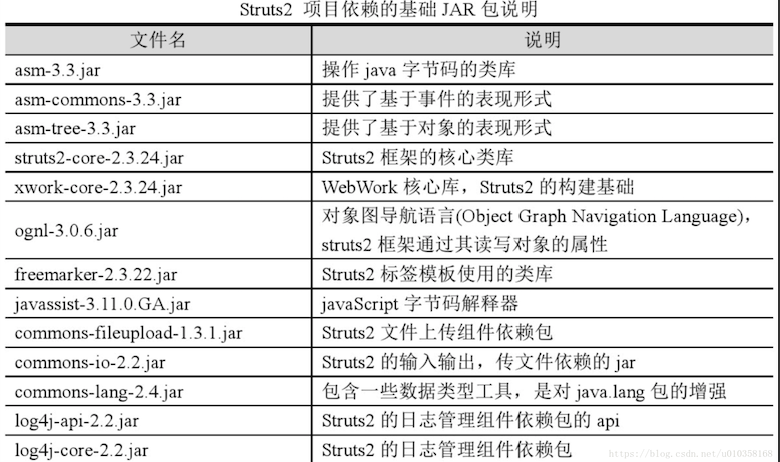 Struts2 项目依赖的基础 JAR 包说明
文件名 说明
asm-3.3.jar 操作 java 字节码的类库
asm-commons-3.3.jar 提供了基于事件的表现形式
asm-tree-3.3.jar 提供了基于对象的表现形式
struts2-core-2.3.24.jar Struts2 框架的核心类库
xwork-core-2.3.24.jar WebWork 核心库，Struts2 的构建基础
ognl-3.0.6.jar 对象图导航语言(Object Graph Navigation Language)，
struts2 框架通过其读写对象的属性
freemarker-2.3.22.jar Struts2 标签模板使用的类库
javassist-3.11.0.GA.jar javaScript 字节码解释器
commons-fileupload-1.3.1.jar Struts2 文件上传组件依赖包
commons-io-2.2.jar Struts2 的输入输出，传文件依赖的 jar
commons-lang-2.4.jar 包含一些数据类型工具，是对 java.lang 包的增强
log4j-api-2.2.jar Struts2 的日志管理组件依赖包的 api
log4j-core-2.2.jar Struts2 的日志管理组件依赖包
https://blog.csdn.net/u010358168